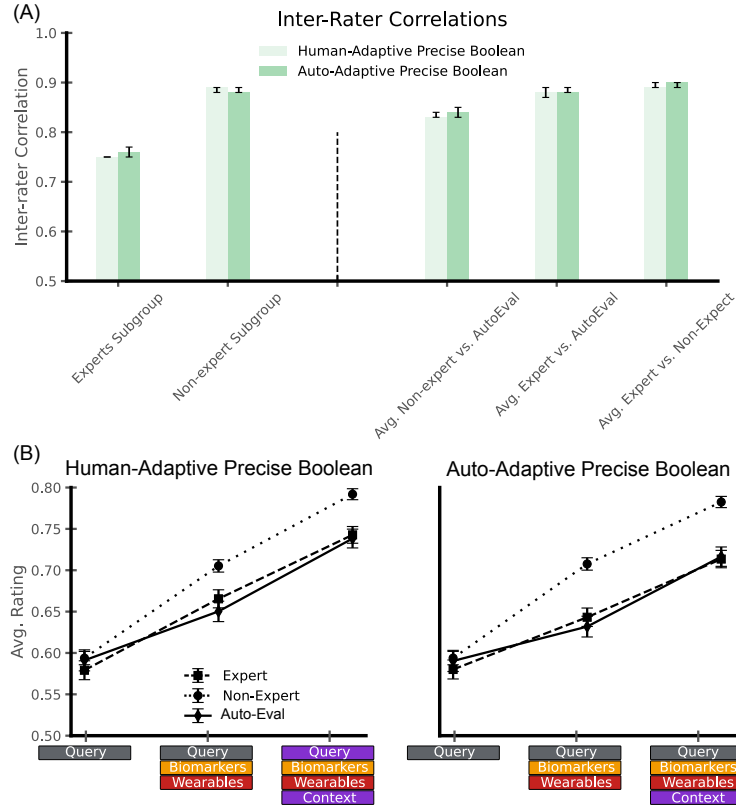 (A)
Inter-Rater Correlations
1.0
0.9
0.8
0.7
0.6
0.5
Inter-rater Correlation
Human-Adaptive Precise Boolean
Auto-Adaptive Precise Boolean
Experts Subgroup
Non-expert Subgroup
Avg. Non-expert vs. AutoEval
Avg. Expert vs. AutoEval
Avg. Expert vs. Non-Expect
(B)
Human-Adaptive Precise Boolean
Auto-Adaptive Precise Boolean
0.80
0.75
0.70
0.65
0.60
0.55
0.50
Avg. Rating
Expert
Non-Expert
Auto-Eval
Query
Query
Biomarkers
Wearables
Query
Biomarkers
Wearables
Context
Query
Query
Biomarkers
Wearables
Query
Biomarkers
Wearables
Context